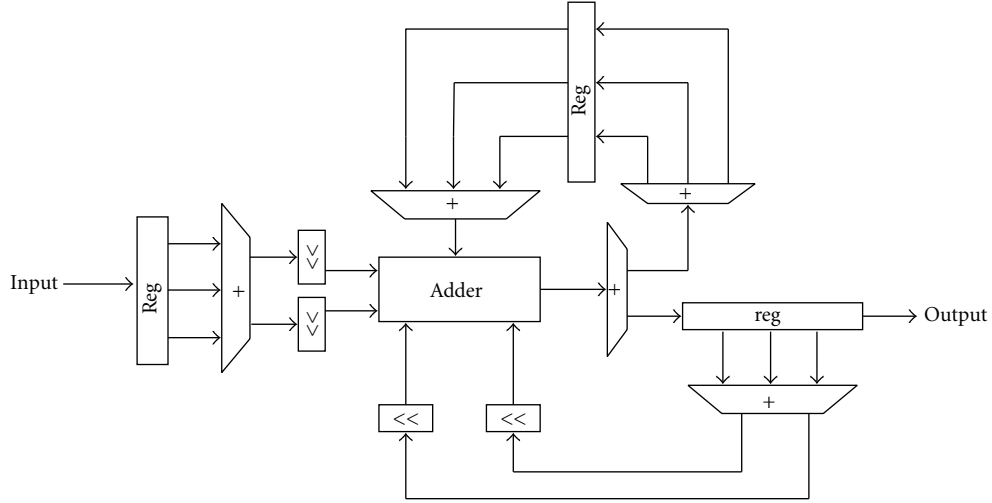 Reg
+
+
Input
Reg
+
<<
<<
Adder
+
reg
Output
<<
<<
+